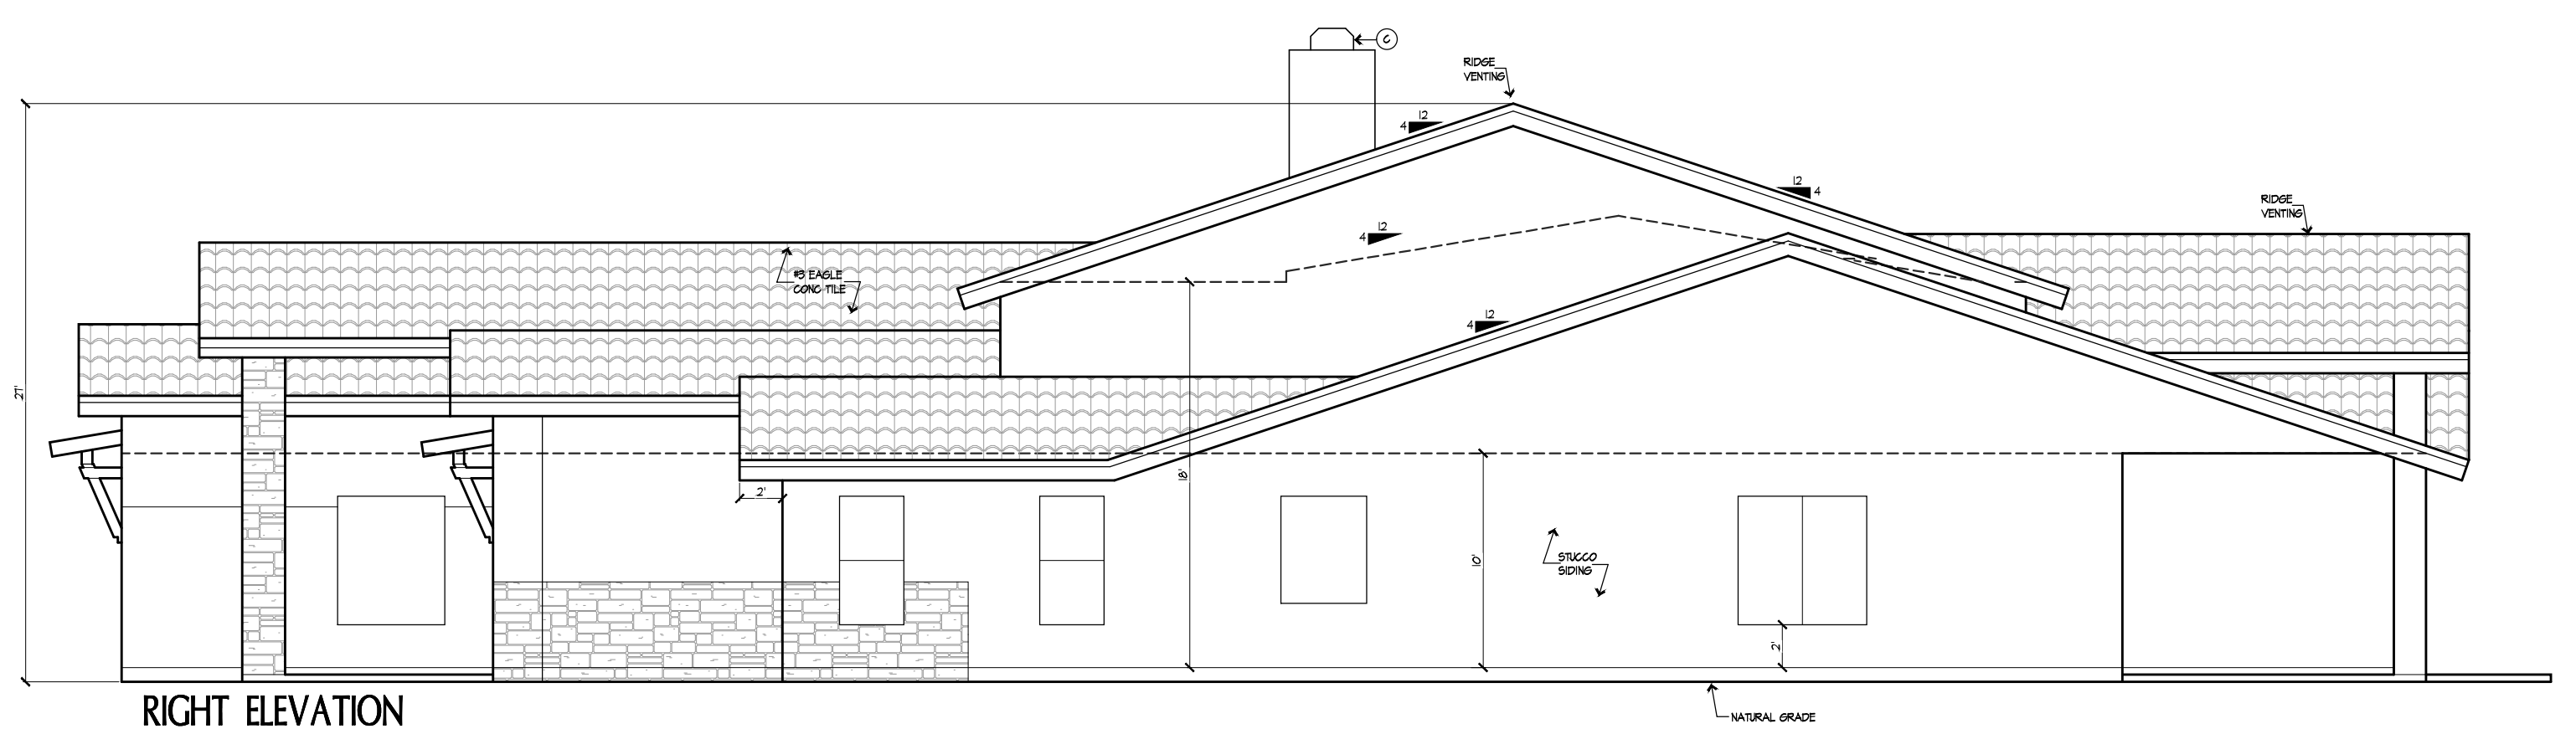 C
RIDGE
VENTING
12
4
12
4
RIDGE
VENTING
12
4
#3 EAGLE
CONC TILE
12
4
27'
18'
2'
10'
STUCCO
SIDING
2'
RIGHT ELEVATION
NATURAL GRADE